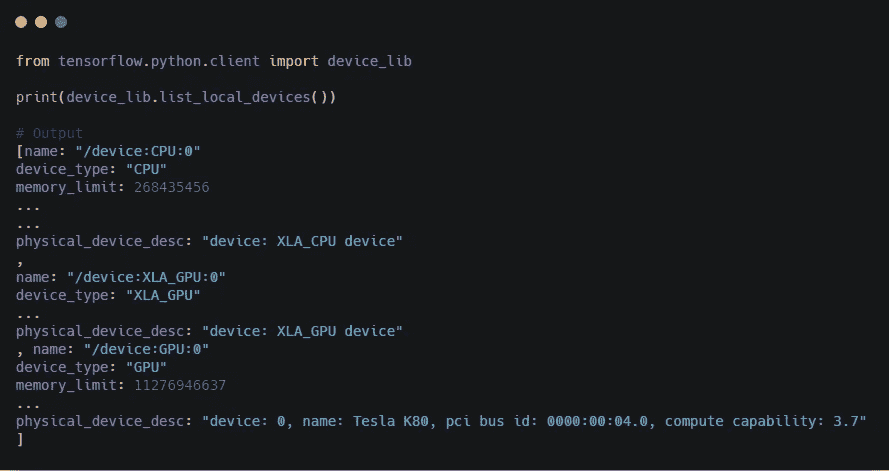 from tensorflow.python.client import device_lib
print(device_lib.list_local_devices())
# Output
[name: "/device:CPU:0"
device_type: "CPU"
memory_limit: 268435456
...
...
physical_device_desc: "device: XLA_CPU device"
,
name: "/device:XLA_GPU:0"
device_type: "XLA_GPU"
...
physical_device_desc: "device: XLA_GPU device"
, name: "/device:GPU:0"
device_type: "GPU"
memory_limit: 11276946637
...
physical_device_desc: "device: 0, name: Tesla K80, pci bus id: 0000:00:04.0, compute capability: 3.7"
]